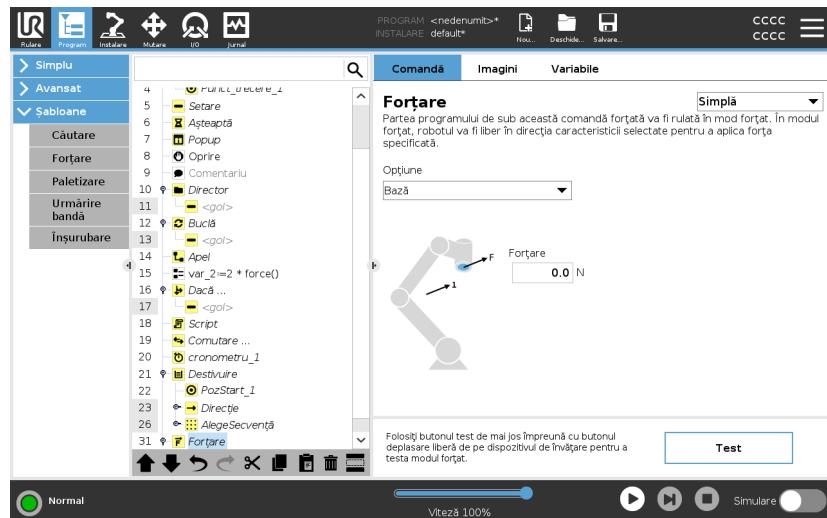 PROGRAM <nedenumit>*
INSTALARE default*
CCCC
CCCC
Rulare
Program
Instalare
Mutare
I/O
Jurnal
Nou...
Deschide...
Salvare...
Simplu
Avansat
Șabloane
Căutare
Forțare
Paletizare
Urmărire
bandă
Înșurubare
4 Punct_trecere_1
5 Setare
6 Așteaptă
7 Popup
8 Oprire
9 Comentariu
10 Director
11 <gol>
12 Buclă
13 <gol>
14 Apel
15 var_2:=2 * force()
16 Dacă ...
17 <gol>
18 Script
19 Comutare ...
20 cronometru_1
21 Destivuire
22 PozStart_1
23 Direcție
26 AlegeSecvență
31 Forțare
Comandă
Imagini
Variabile
Forțare
Simplă
Partea programului de sub această comandă forțată va fi rulată în mod forțat. În modul
forțat, robotul va fi liber în direcția caracteristicii selectate pentru a aplica forța
specificată.
Opțiune
Bază
F
1
Forțare
0.0 N
Folosiți butonul test de mai jos împreună cu butonul
deplasare liberă de pe dispozitivul de învățare pentru a
testa modul forțat.
Test
Normal
Viteză 100%
Simulare